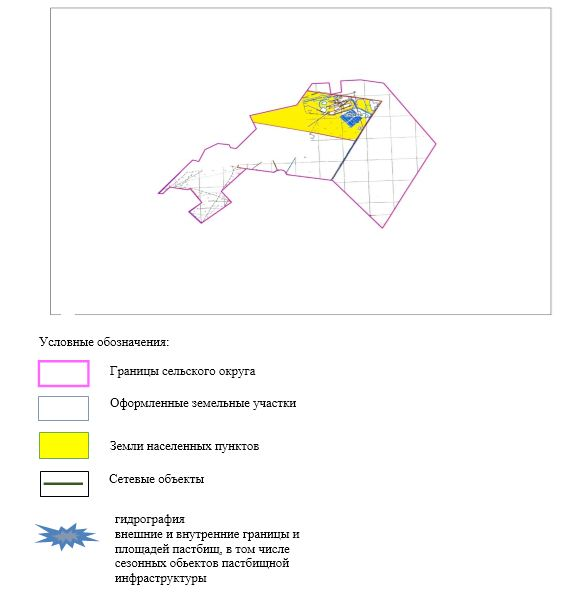 Условные обозначения:
Границы сельского округа
Оформленные земельные участки
Земли населенных пунктов
Сетевые объекты
гидрография
внешние и внутренние границы и
площадей пастбищ, в том числе
сезонных обьектов пастбищной
инфраструктуры